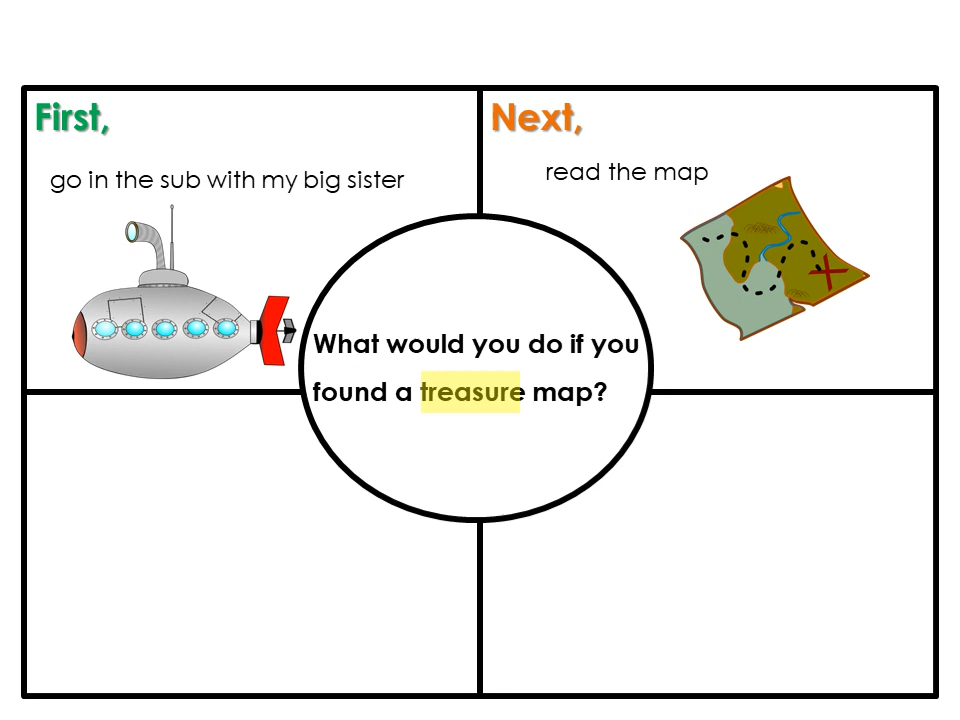 First,
go in the sub with my big sister
Next,
read the map
What would you do if you
found a treasure map?